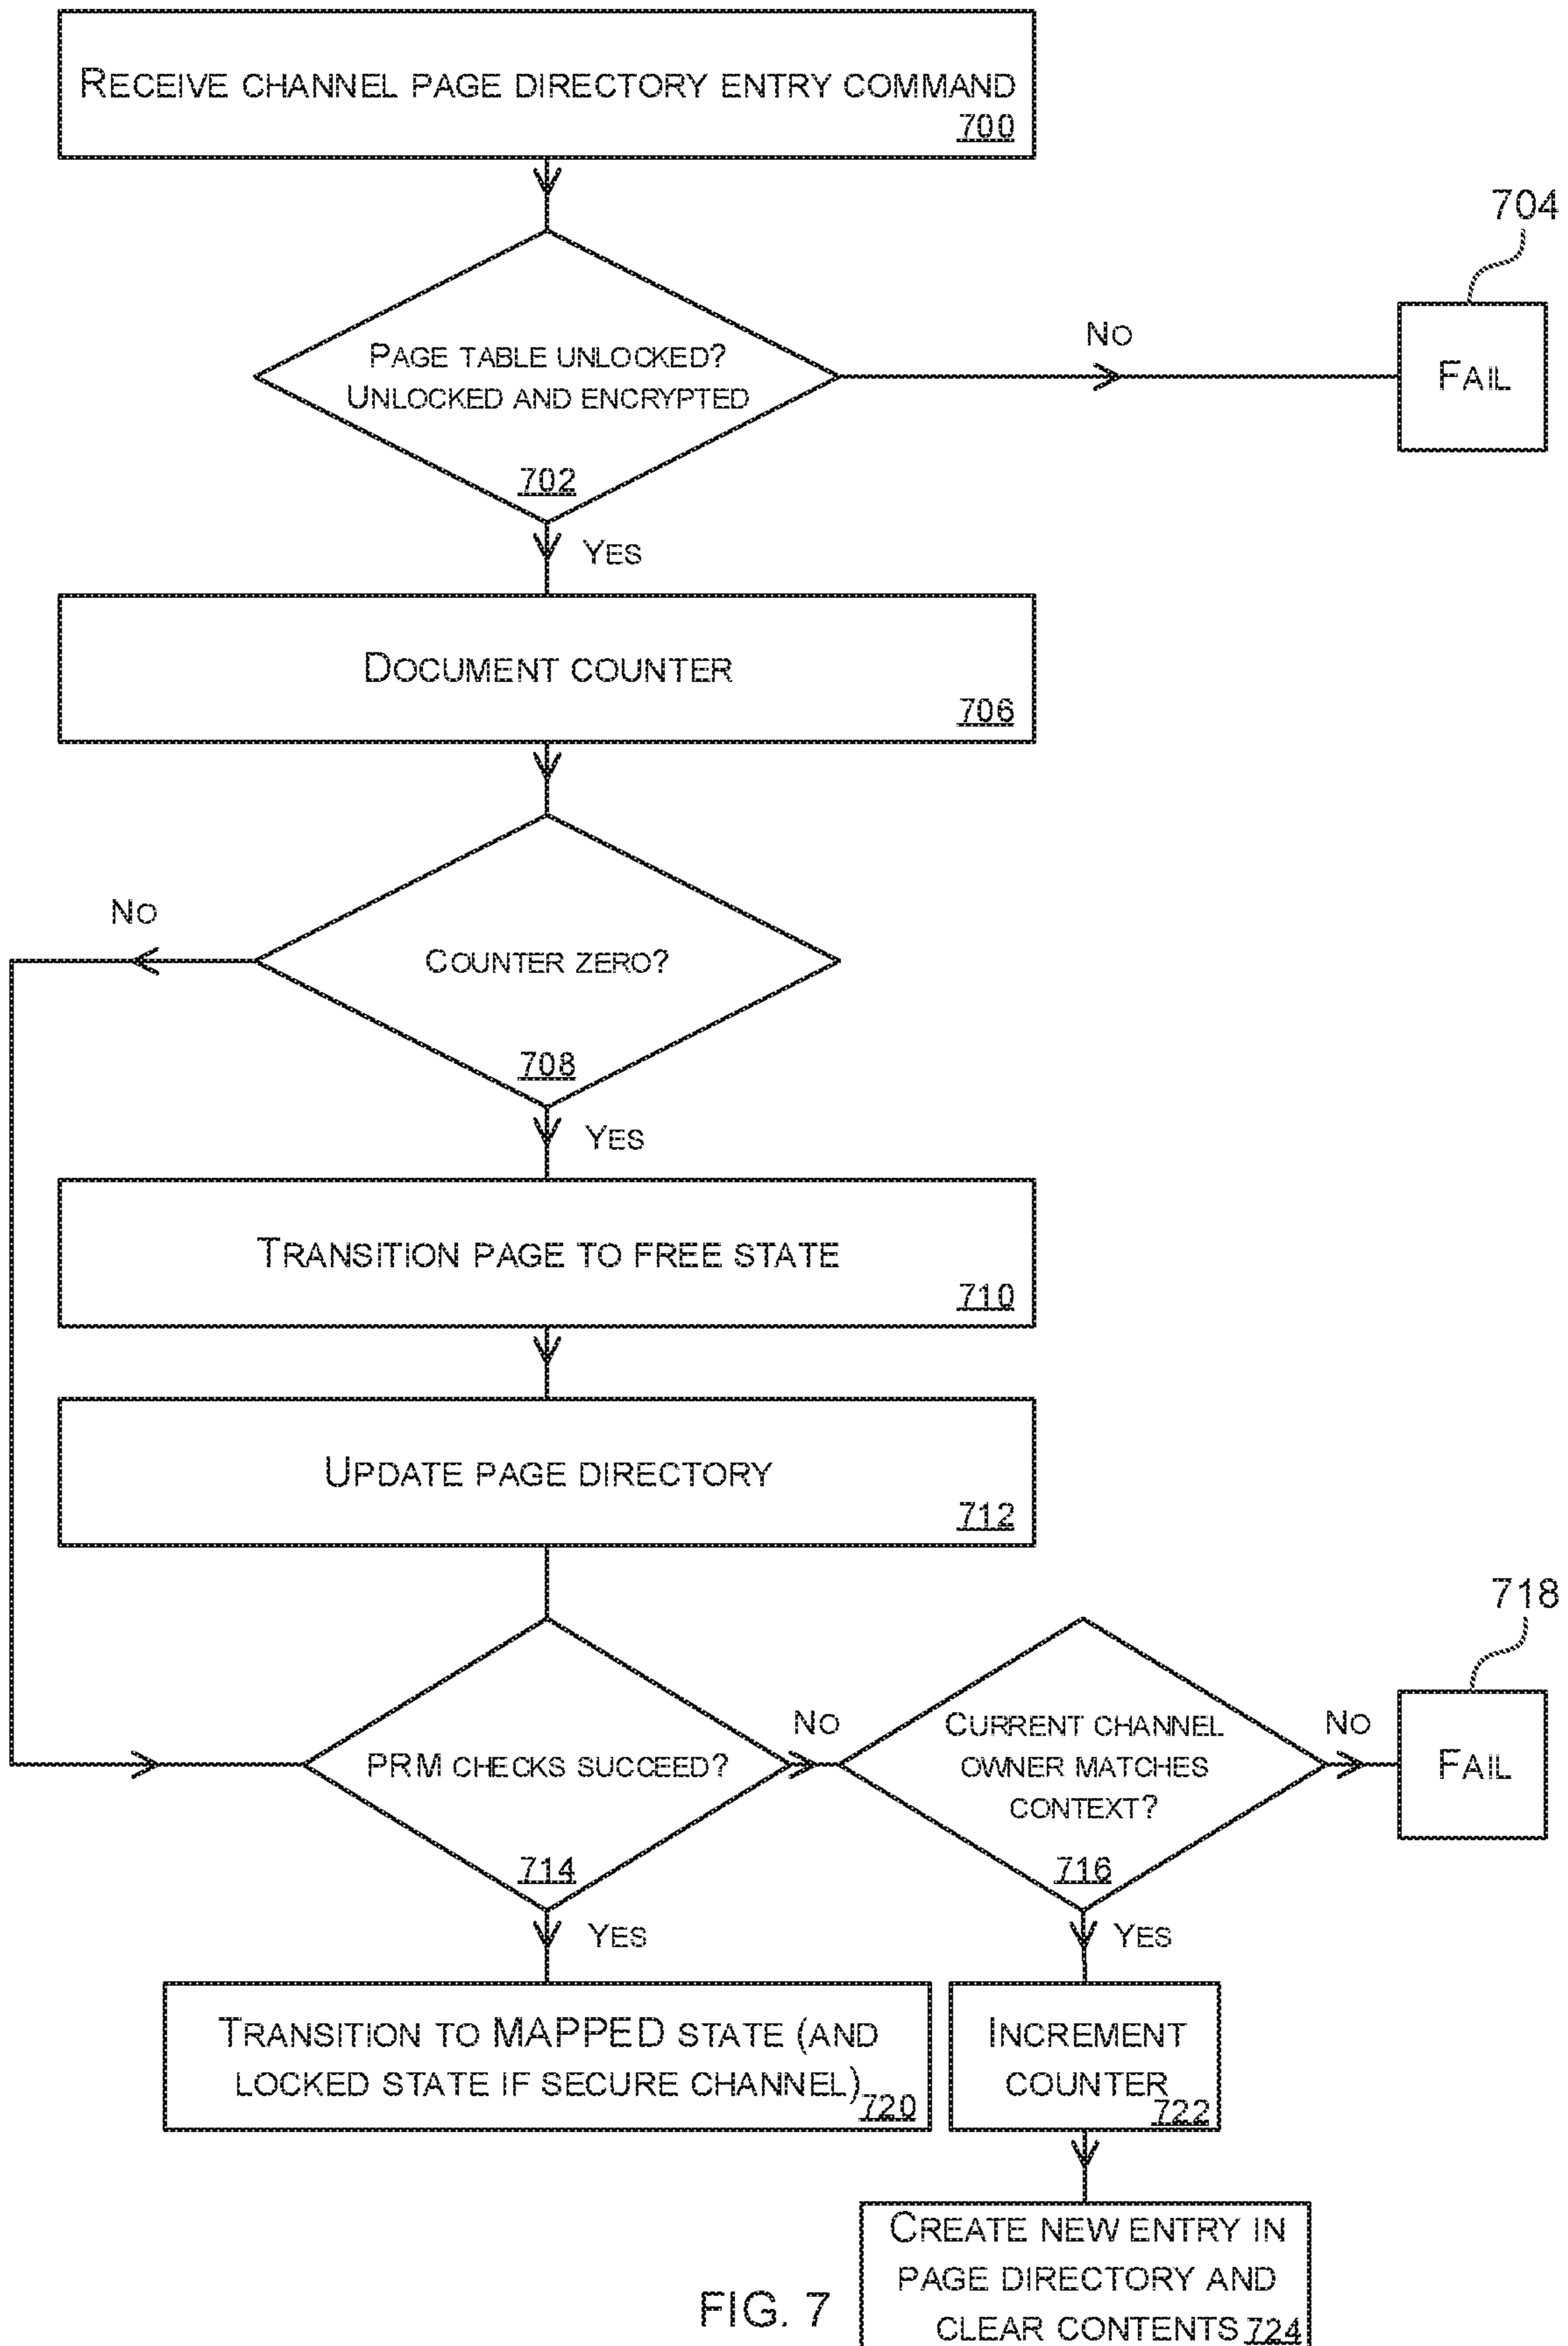 RECEIVE CHANNEL PAGE DIRECTORY ENTRY COMMAND
700
704
PAGE TABLE UNLOCKED?
UNLOCKED AND ENCRYPTED
702
NO
FAIL
YES
DOCUMENT COUNTER
706
NO
COUNTER ZERO?
708
YES
TRANSITION PAGE TO FREE STATE
710
UPDATE PAGE DIRECTORY
712
718
PRM CHECKS SUCCEED?
714
NO
CURRENT CHANNEL
OWNER MATCHES
CONTEXT?
716
NO
FAIL
YES
YES
TRANSITION TO MAPPED STATE (AND
LOCKED STATE IF SECURE CHANNEL)
720
INCREMENT
COUNTER
722
CREATE NEW ENTRY IN
PAGE DIRECTORY AND
CLEAR CONTENTS 724
FIG. 7